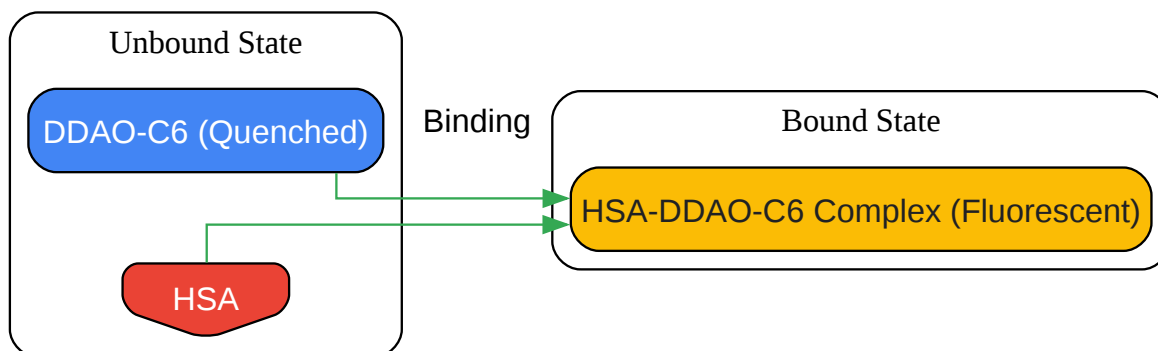 Unbound State
DDAO-C6 (Quenched)
HSA
Binding
Bound State
HSA-DDAO-C6 Complex (Fluorescent)